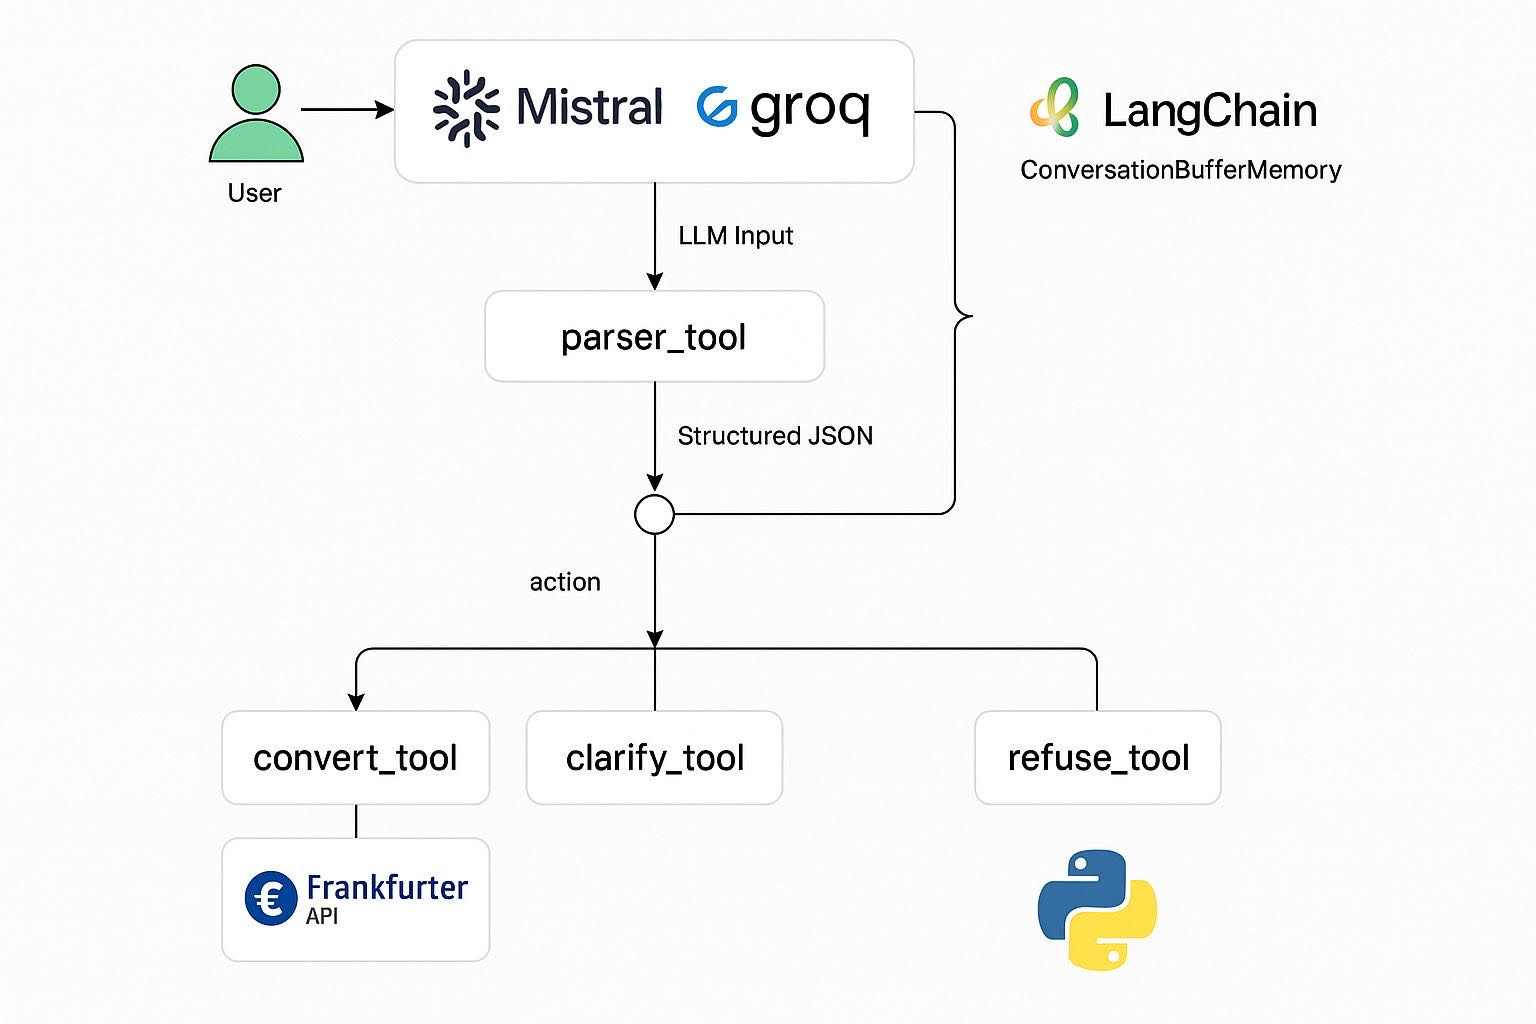 Mistral groq
LangChain
ConversationBufferMemory
User
LLM Input
parser_tool
Structured JSON
action
convert_tool
clarify_tool
refuse_tool
€ Frankfurter
API